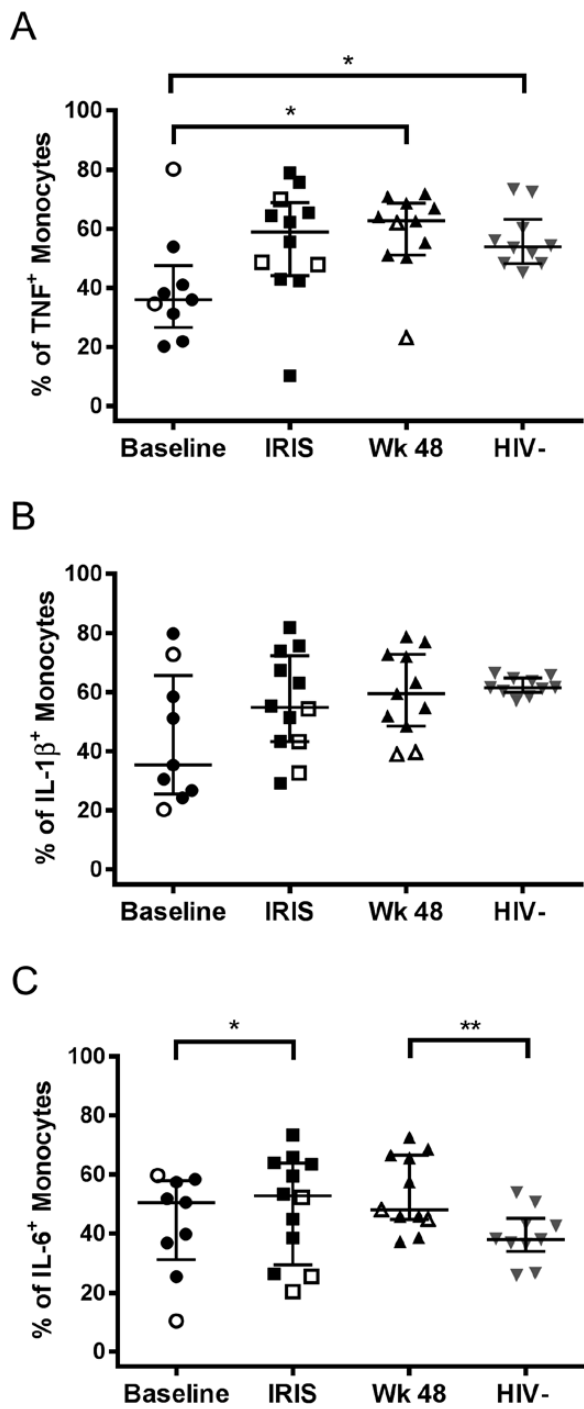 A
*
*
100
80
60
40
20
0
% of TNF⁺ Monocytes
Baseline IRIS Wk 48 HIV-
B
100
80
60
40
20
0
% of IL-1β⁺ Monocytes
Baseline IRIS Wk 48 HIV-
C
* **
100
80
60
40
20
0
% of IL-6⁺ Monocytes
Baseline IRIS Wk 48 HIV-